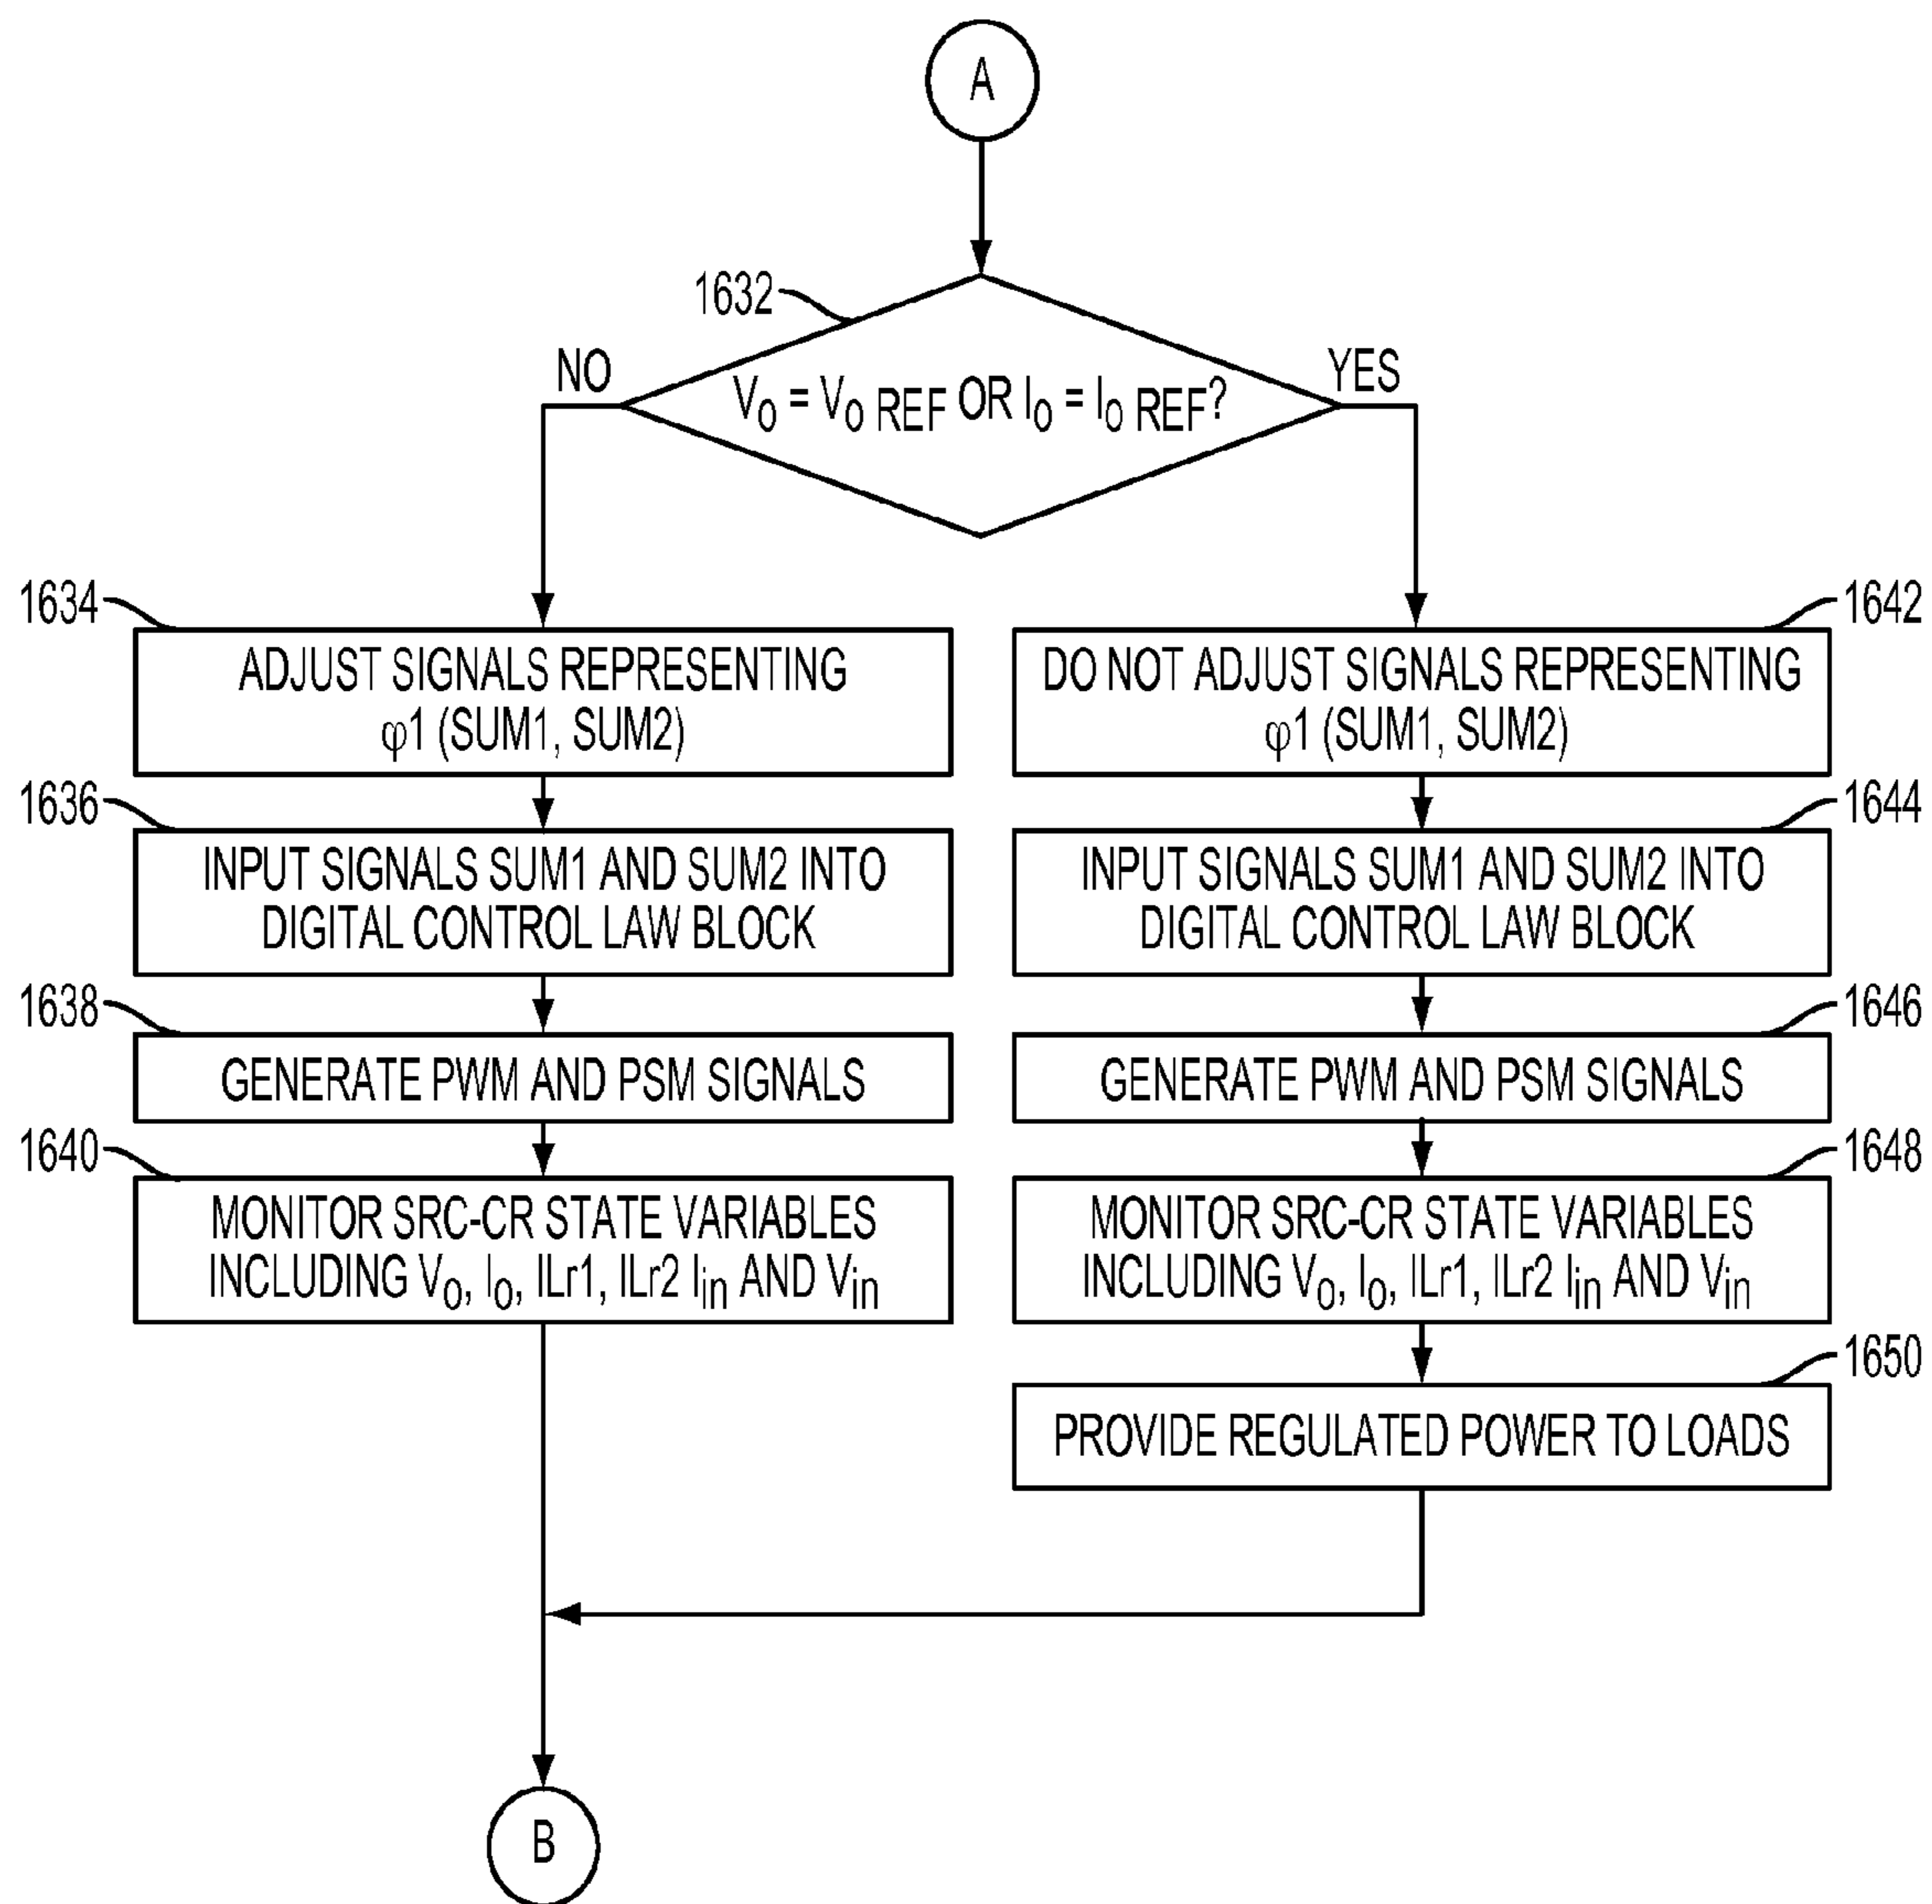 A
1632
NO
YES
V₀ = V₀ REF OR I₀ = I₀ REF?
1634
ADJUST SIGNALS REPRESENTING
φ1 (SUM1, SUM2)
1636
INPUT SIGNALS SUM1 AND SUM2 INTO
DIGITAL CONTROL LAW BLOCK
1638
GENERATE PWM AND PSM SIGNALS
1640
MONITOR SRC-CR STATE VARIABLES
INCLUDING V₀, I₀, ILr1, ILr2 Iin AND Vin
1642
DO NOT ADJUST SIGNALS REPRESENTING
φ1 (SUM1, SUM2)
1644
INPUT SIGNALS SUM1 AND SUM2 INTO
DIGITAL CONTROL LAW BLOCK
1646
GENERATE PWM AND PSM SIGNALS
1648
MONITOR SRC-CR STATE VARIABLES
INCLUDING V₀, I₀, ILr1, ILr2 Iin AND Vin
1650
PROVIDE REGULATED POWER TO LOADS
B